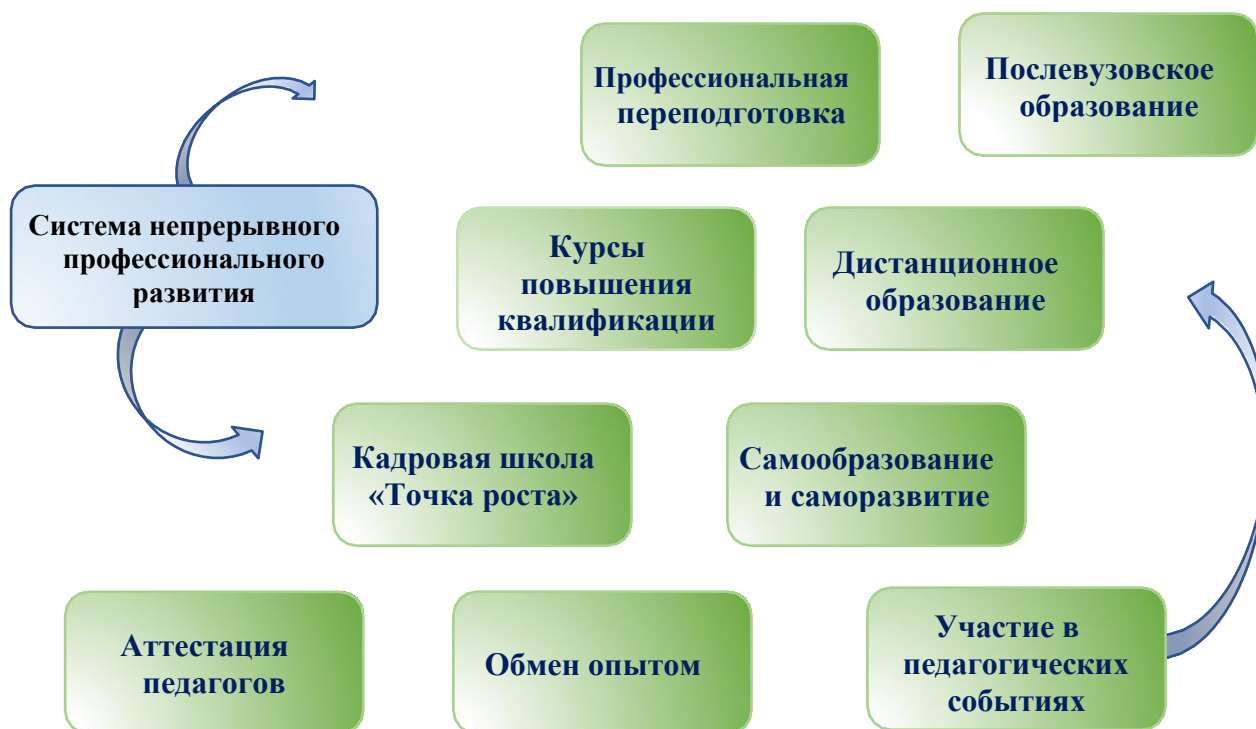 Профессиональная
переподготовка
Послевузовское
образование
Система непрерывного
профессионального
развития
Курсы
повышения
квалификации
Дистанционное
образование
Кадровая школа
«Точка роста»
Самообразование
и саморазвитие
Аттестация
педагогов
Обмен опытом
Участие в
педагогических
событиях